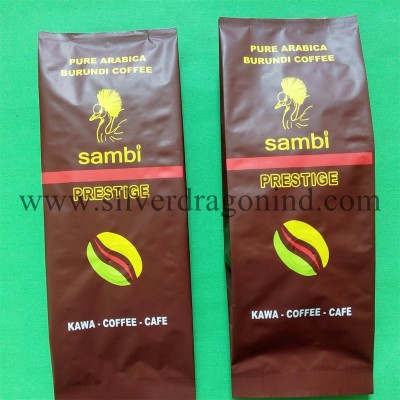 PURE ARABICA
BURUNDI COFFEE
sambi
PRESTIGE
KAWA - COFFEE - CAFE
PURE ARABICA
BURUNDI COFFEE
sambi
PRESTIGE
KAWA - COFFEE - CAFE
www.silverdragonind.com